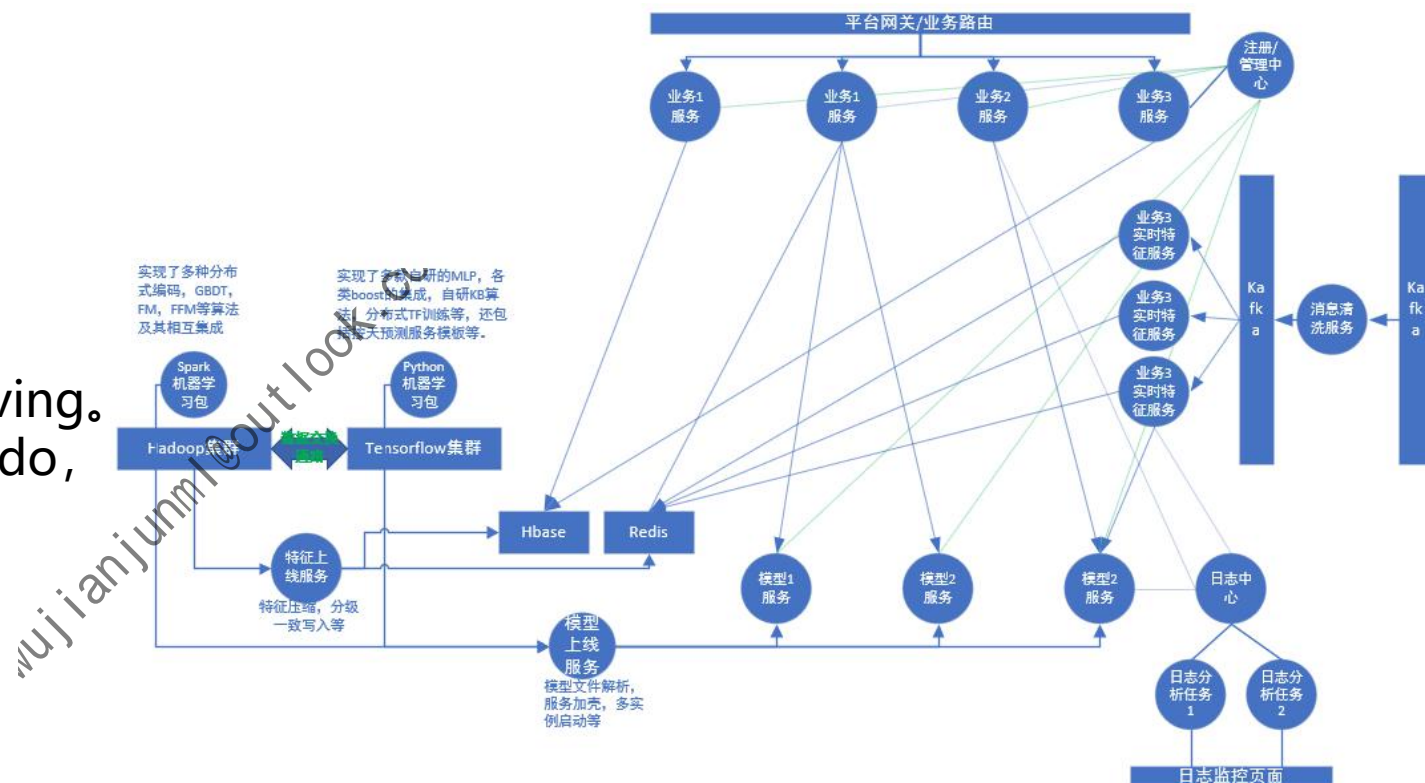 平台网关/业务路由
注册/
管理中
心
业务1
服务
业务1
服务
业务2
服务
业务3
服务
业务3
实时特
征服务
业务3
实时特
征服务
业务3
实时特
征服务
Ka
fk
a
消息清
洗服务
Ka
fk
a
实现了多种分布
式编码，GBDT，
FM，FFM等算法
及其相互集成
实现了多款自研的MLP，各
类boost的集成，自研KB算
法，分布式TF训练等，还包
括按天预测服务模板等。
Spark
机器学
习包
Python
机器学
习包
ving。
do，
Hadoop集群
Tensorflow集群
Hbase
Redis
特征上
线服务
特征压缩，分级
一致写入等
模型
上线
服务
模型文件解析，
服务加壳，多实
例启动等
模型1
服务
模型2
服务
模型2
服务
日志中
心
日志分
析任务
1
日志分
析任务
2
日志监控页面
wujianjunml@outlook.co